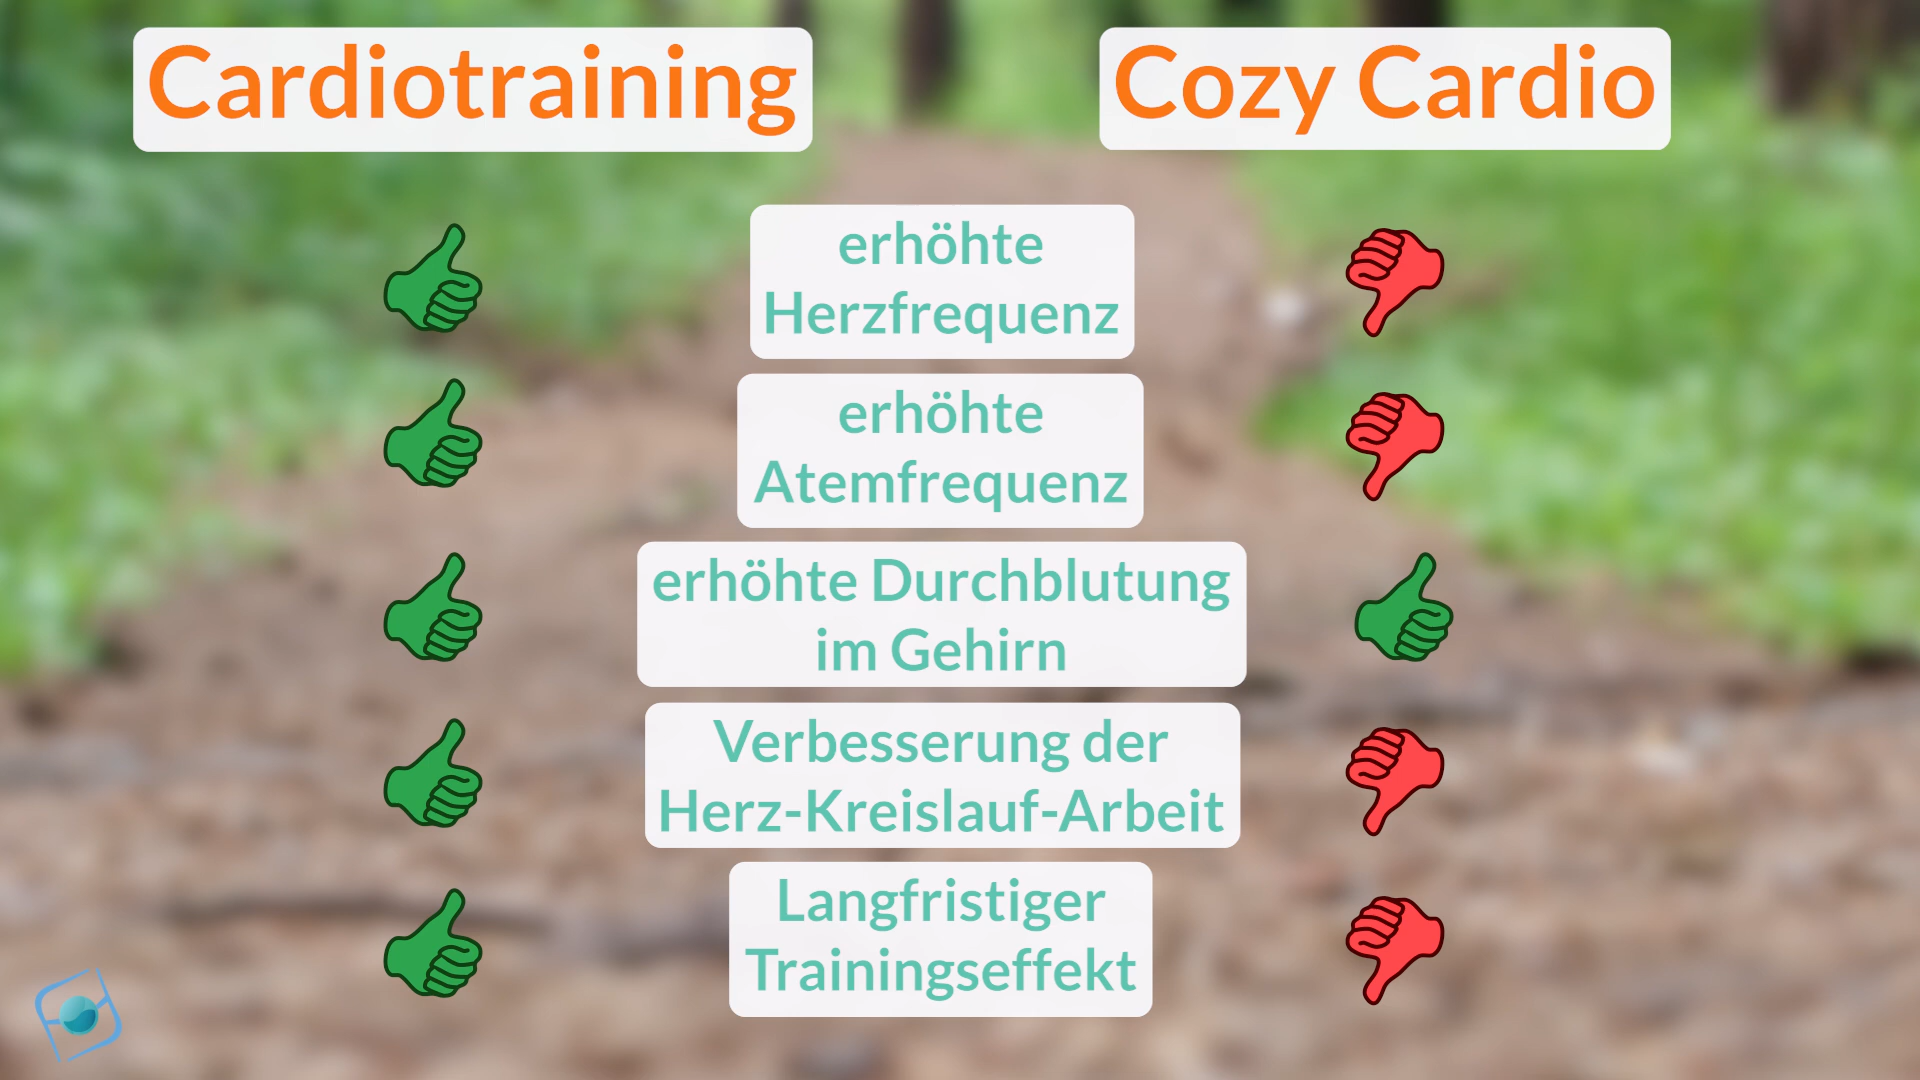 Cardiotraining
Cozy Cardio
erhöhte
Herzfrequenz
erhöhte
Atemfrequenz
erhöhte Durchblutung
im Gehirn
Verbesserung der
Herz-Kreislauf-Arbeit
Langfristiger
Trainingseffekt